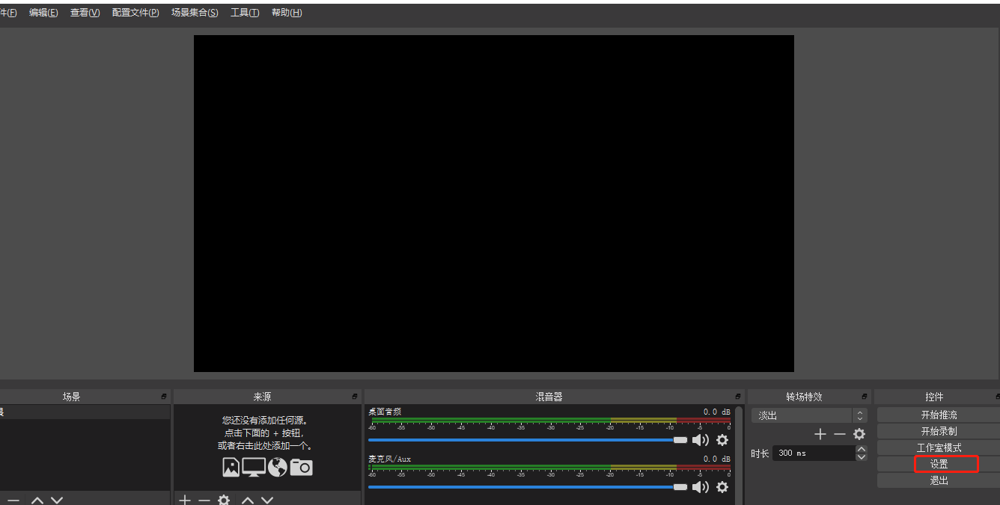 件(F) 编辑(E) 查看(V) 配置文件(P) 场景集合(S) 工具(T) 帮助(H)
场景 来源 混音器 转场特效 控件
景
您还没有添加任何源。
点击下面的 + 按钮，
或者右击此处添加一个。
桌面音频 0.0 dB
-60 -55 -50 -45 -40 -35 -30 -25 -20 -15 -10 -5 0
麦克风/Aux 0.0 dB
-60 -55 -50 -45 -40 -35 -30 -25 -20 -15 -10 -5 0
淡出
时长 300 ms
开始推流
开始录制
工作室模式
设置
退出